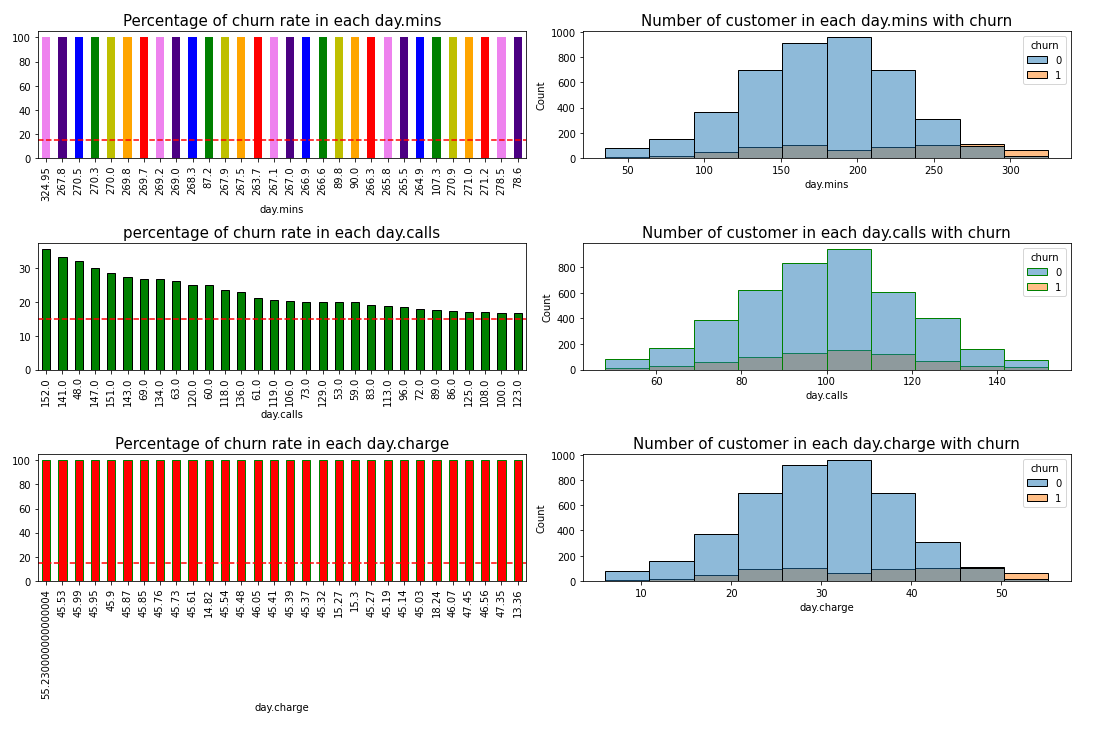 Percentage of churn rate in each day.mins
100
80
60
40
20
0
324.95 267.8 270.5 270.3 270.0 269.8 269.7 269.2 269.0 268.3 87.2 267.9 267.5 263.7 267.1 267.0 266.9 266.6 89.8 90.0 266.3 265.8 265.5 264.9 107.3 270.9 271.0 271.2 278.5 78.6
day.mins
Number of customer in each day.mins with churn
Count
1000
800
600
400
200
0
churn
0
1
50 100 150 200 250 300
day.mins
percentage of churn rate in each day.calls
30
20
10
0
152.0 141.0 48.0 147.0 151.0 143.0 69.0 134.0 63.0 120.0 60.0 118.0 136.0 61.0 119.0 106.0 73.0 129.0 53.0 59.0 83.0 113.0 96.0 72.0 89.0 86.0 125.0 108.0 100.0 123.0
day.calls
Number of customer in each day.calls with churn
Count
800
600
400
200
0
churn
0
1
60 80 100 120 140
day.calls
Percentage of churn rate in each day.charge
100
80
60
40
20
0
55.230000000000004 45.53 45.99 45.95 45.9 45.87 45.85 45.76 45.73 45.61 14.82 45.54 45.48 46.05 45.41 45.39 45.37 45.32 15.27 15.3 45.27 45.19 45.14 45.03 18.24 46.07 47.45 46.56 47.35 13.36
day.charge
Number of customer in each day.charge with churn
Count
1000
800
600
400
200
0
churn
0
1
10 20 30 40 50
day.charge